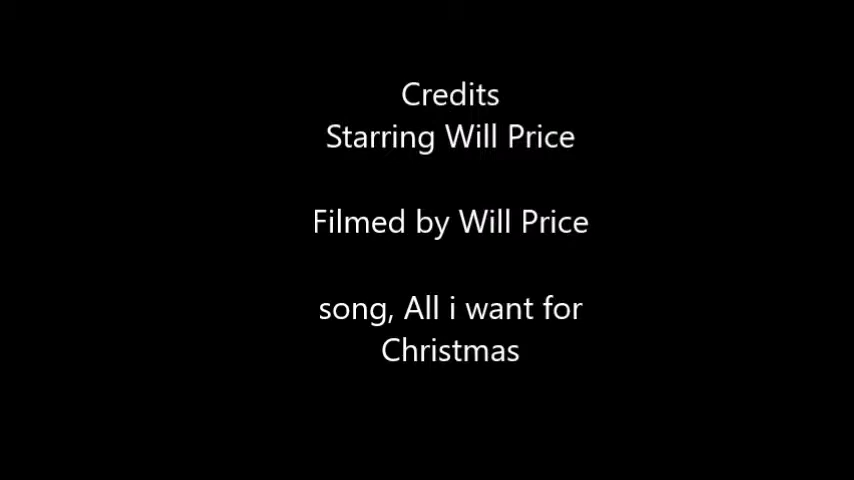 Credits
Starring Will Price
Filmed by Will Price
song, All i want for
Christmas